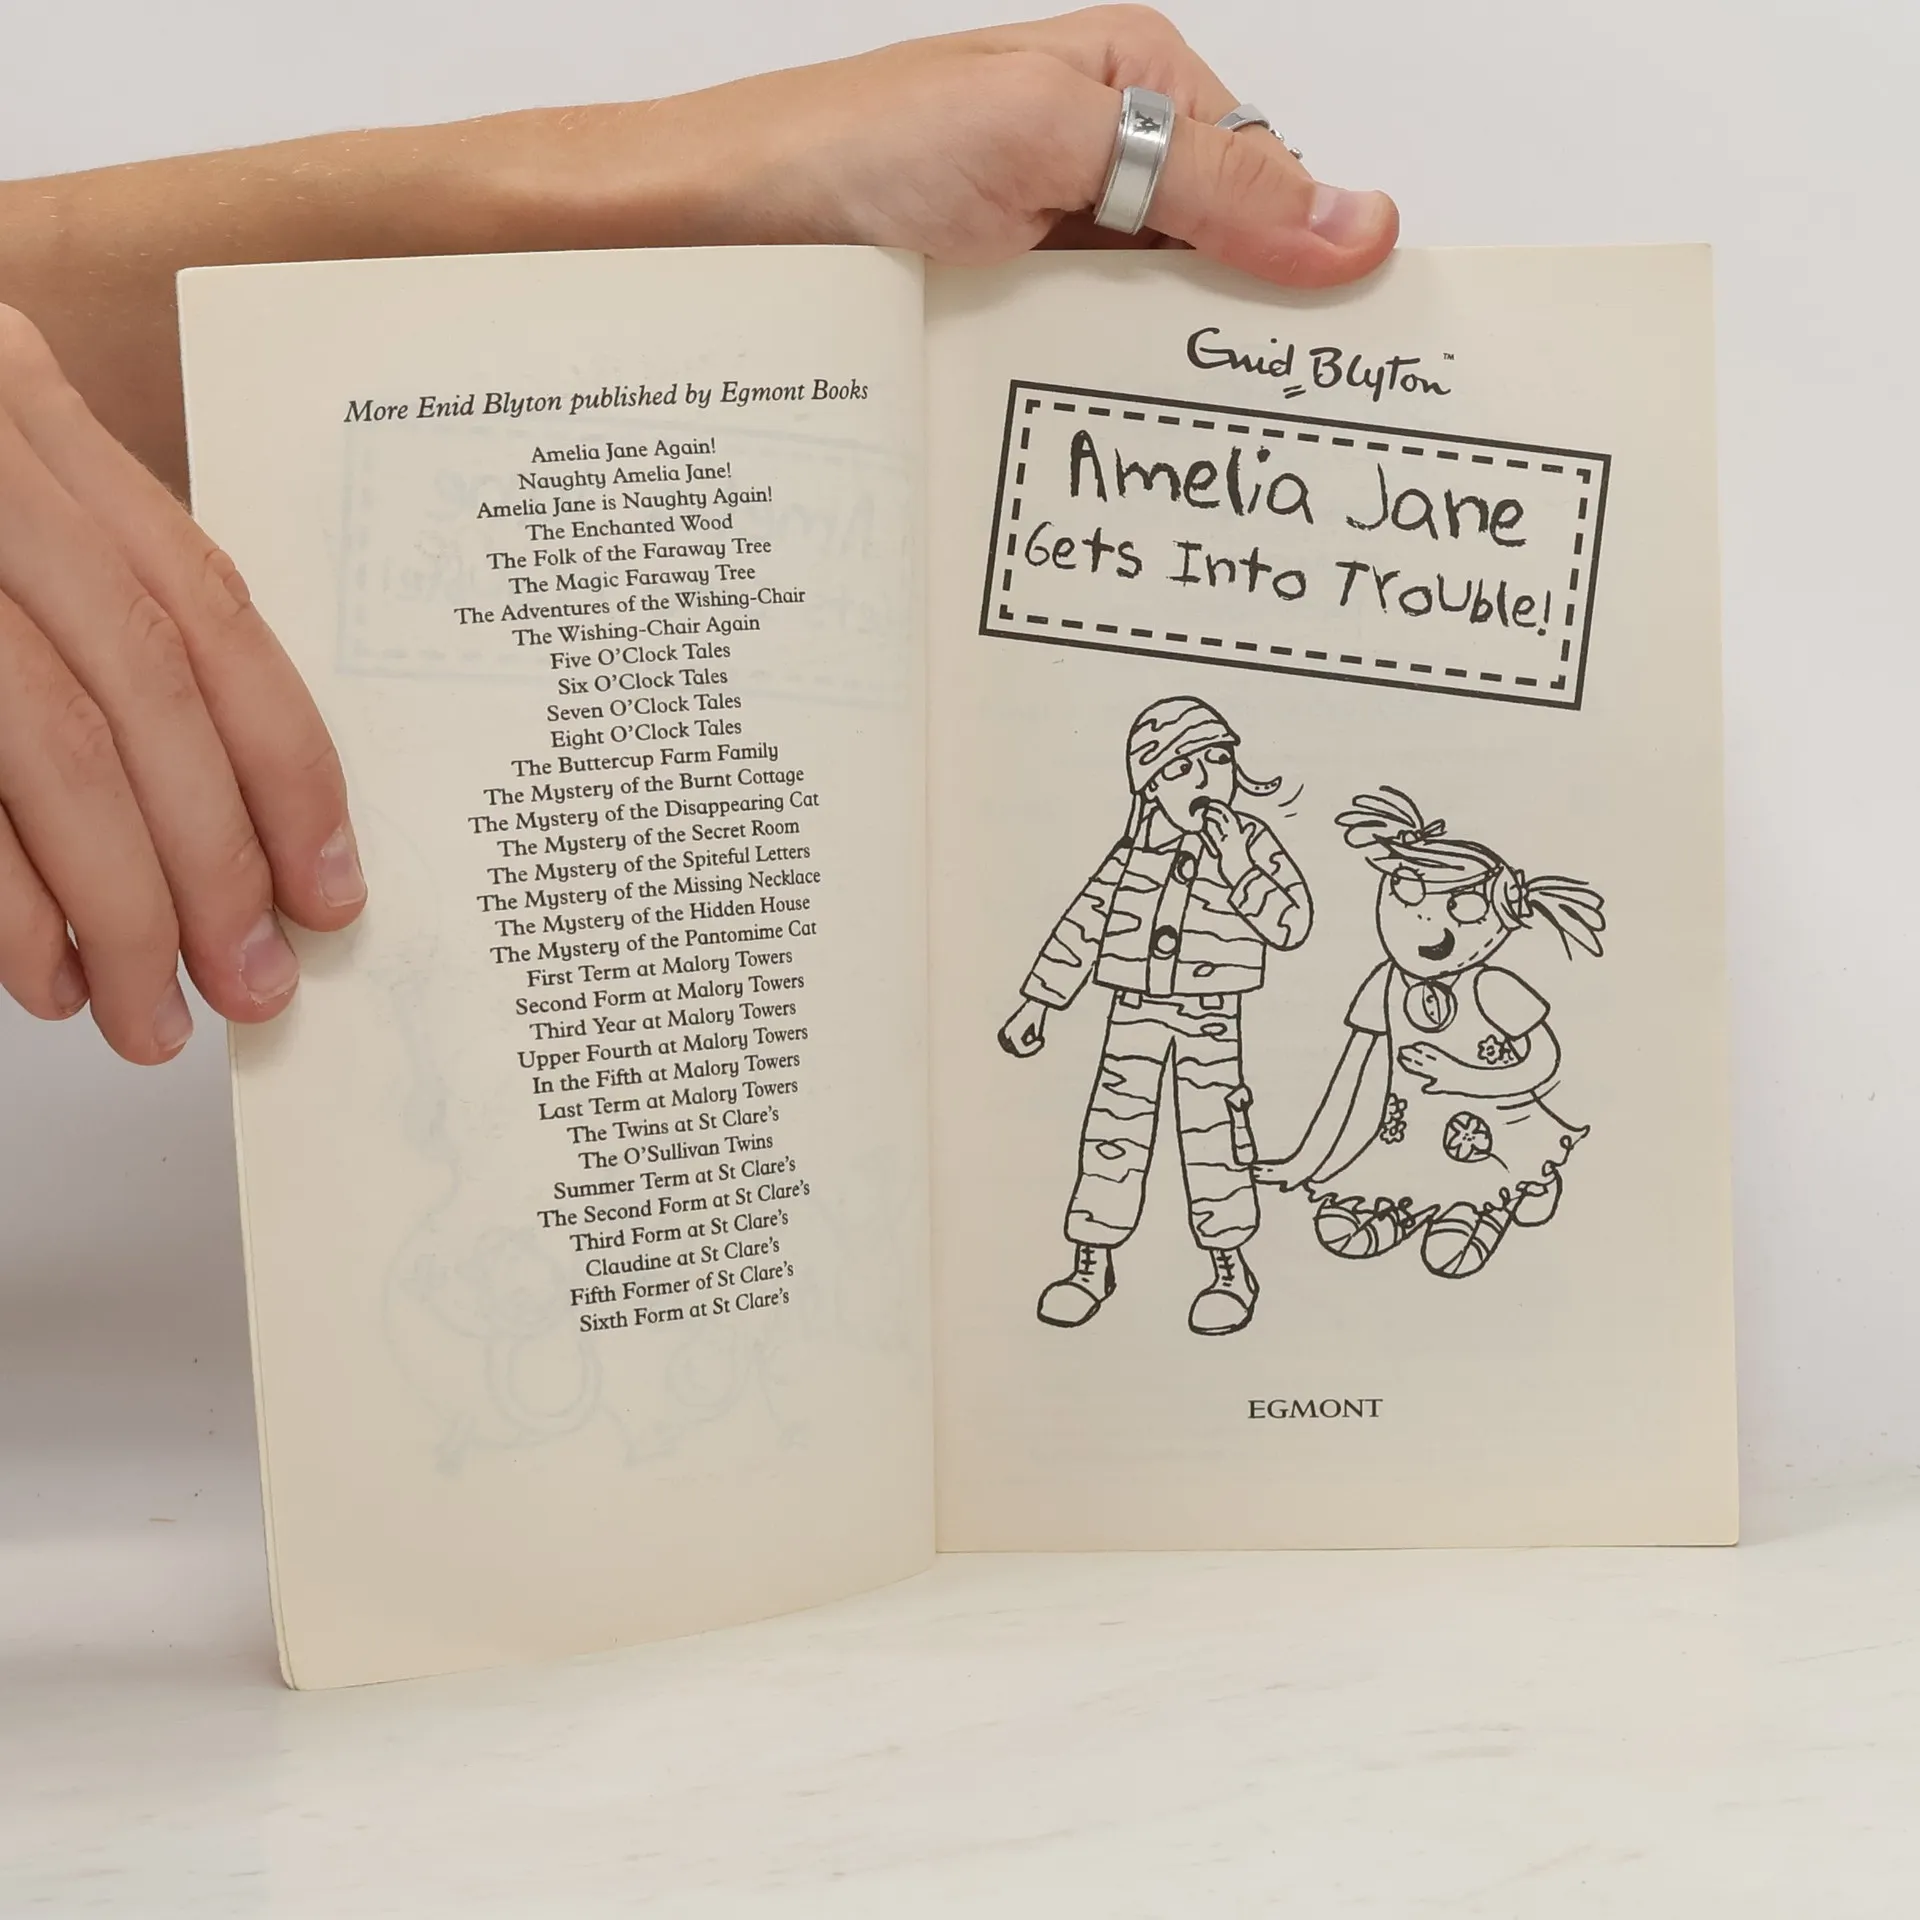 More Enid Blyton published by Egmont Books
Amelia Jane Again!
Naughty Amelia Jane!
Amelia Jane is Naughty Again!
The Enchanted Wood
The Folk of the Faraway Tree
The Magic Faraway Tree
The Adventures of the Wishing-Chair
The Wishing-Chair Again
Five O'Clock Tales
Six O'Clock Tales
Seven O'Clock Tales
Eight O'Clock Tales
The Buttercup Farm Family
The Mystery of the Burnt Cottage
The Mystery of the Disappearing Cat
The Mystery of the Secret Room
The Mystery of the Spiteful Letters
The Mystery of the Missing Necklace
The Mystery of the Hidden House
The Mystery of the Pantomime Cat
First Term at Malory Towers
Second Form at Malory Towers
Third Year at Malory Towers
Upper Fourth at Malory Towers
In the Fifth at Malory Towers
Last Term at Malory Towers
The Twins at St Clare's
The O'Sullivan Twins
Summer Term at St Clare's
The Second Form at St Clare's
Third Form at St Clare's
Claudine at St Clare's
Fifth Former of St Clare's
Sixth Form at St Clare's
Enid Blyton™
Amelia Jane
Gets Into Trouble!
EGMONT